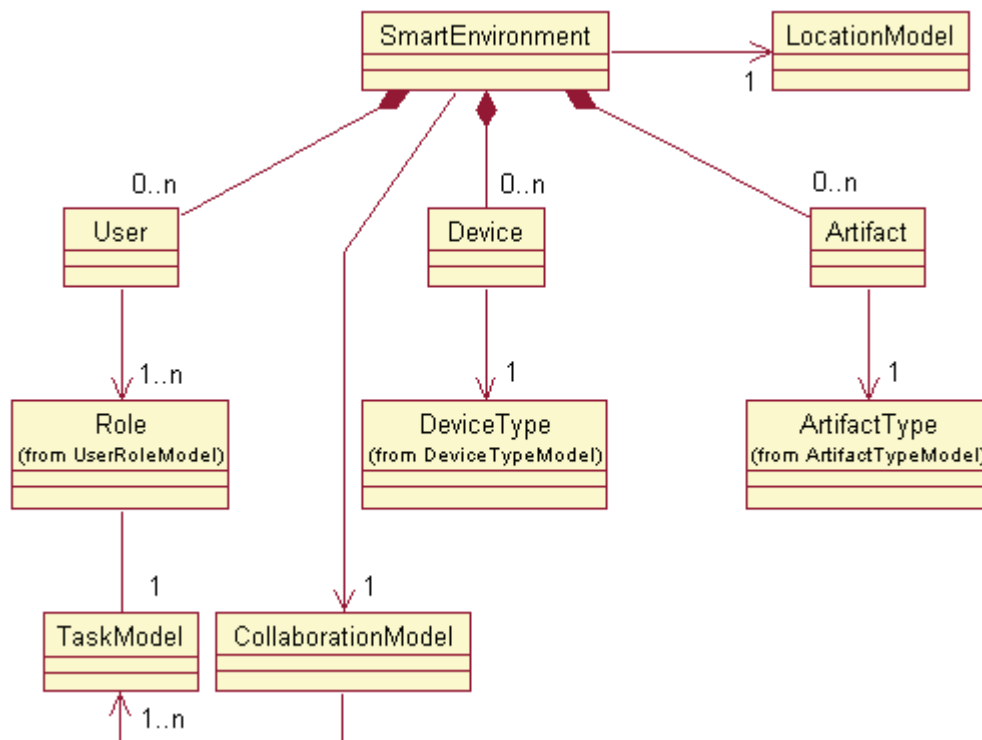 SmartEnvironment
LocationModel
1
0..n
0..n
0..n
User
Device
Artifact
1..n
1
1
Role
(from UserRoleModel)
DeviceType
(from DeviceTypeModel)
ArtifactType
(from ArtifactTypeModel)
1
1
TaskModel
CollaborationModel
1..n